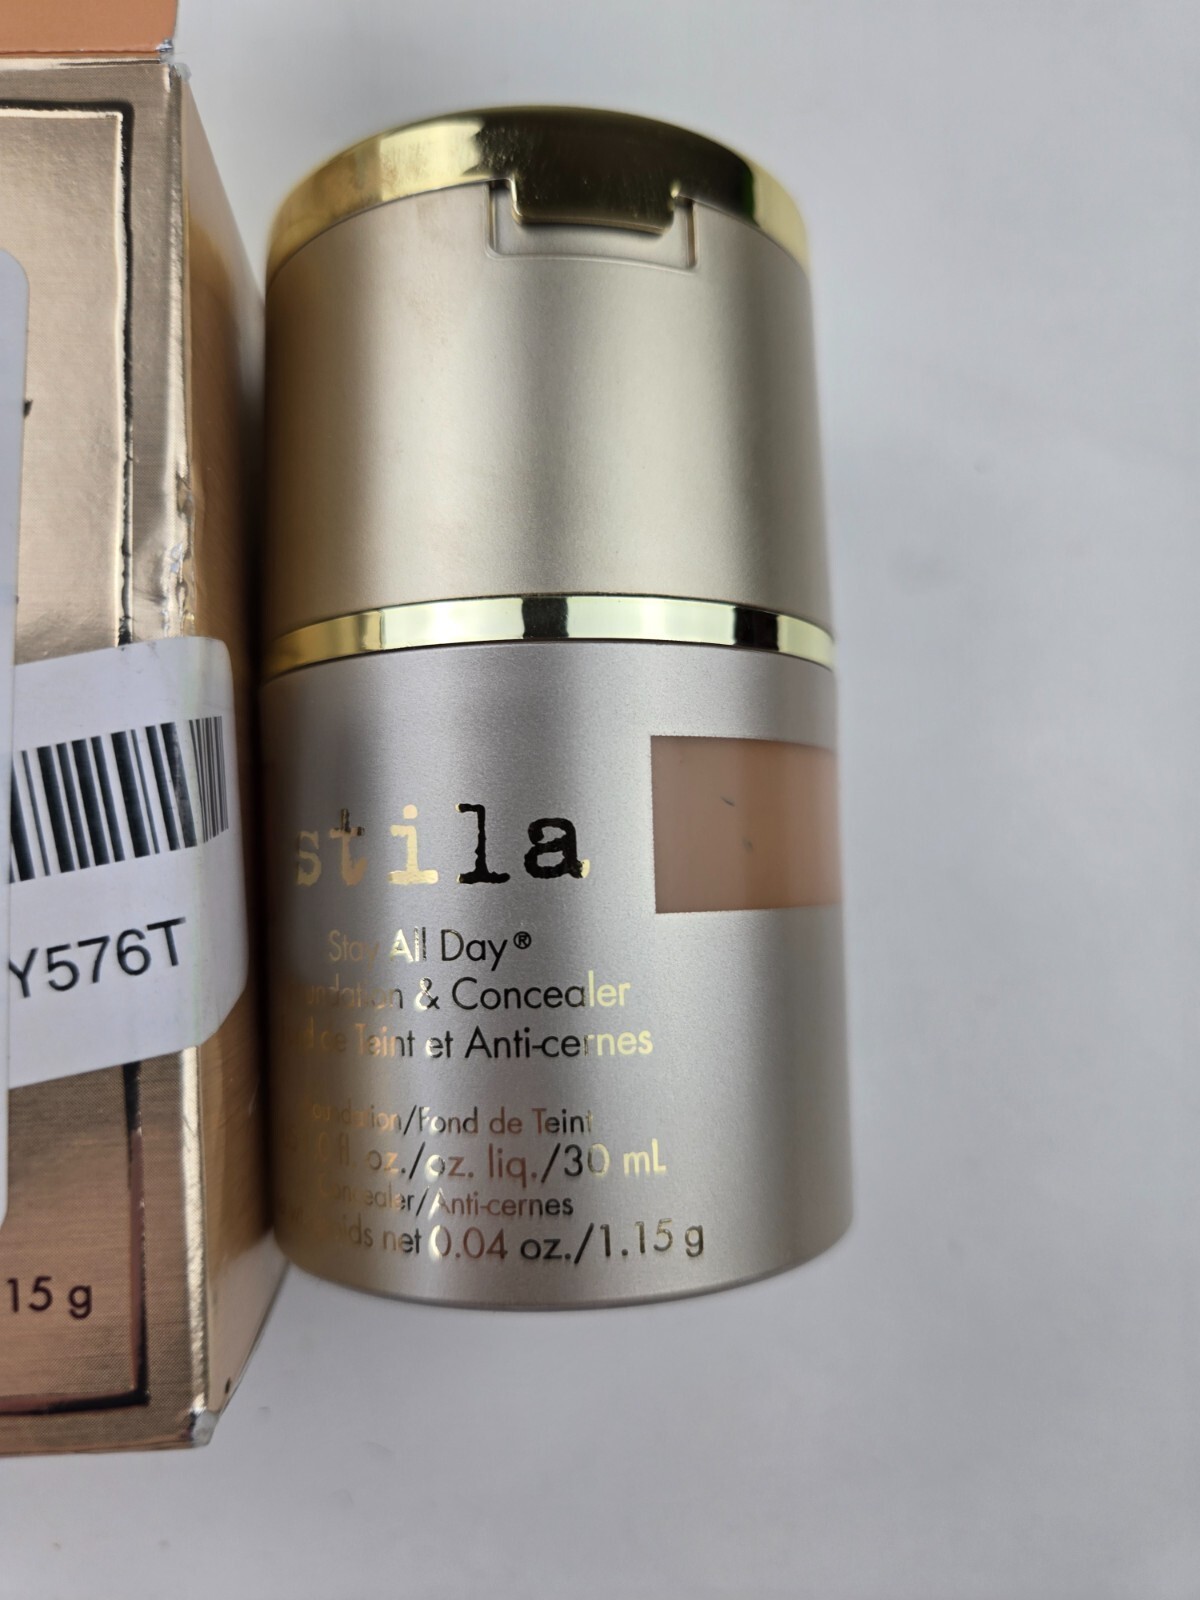 stila
Stay All Day®
Foundation & Concealer
de Teint et Anti-cernes
Foundation/Fond de Teint
fl. oz./oz. liq./30 mL
Concealer/Anti-cernes
net 0.04 oz./1.15 g
Y576T
15 g